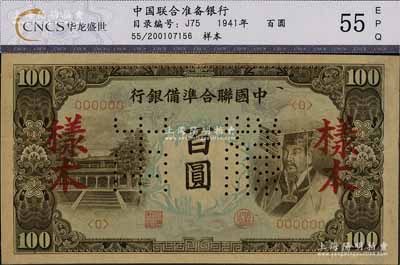 CNCS 华龙盛世
中国联合准备银行
目录编号：J75 1941年 百圆
55/200107156 样本
55
E
P
Q
100
100
000000
<0>
行銀備準合聯國中
樣本
百圓
樣本
<0>
000000
100
100